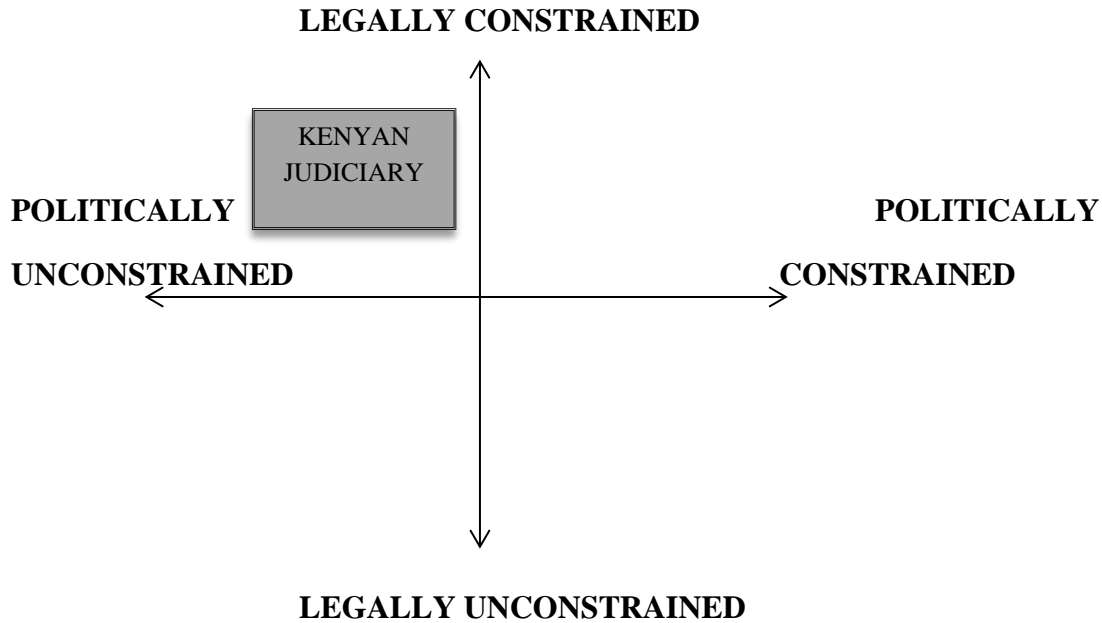 LEGALLY CONSTRAINED
KENYAN
JUDICIARY
POLITICALLY
UNCONSTRAINED
POLITICALLY
CONSTRAINED
LEGALLY UNCONSTRAINED